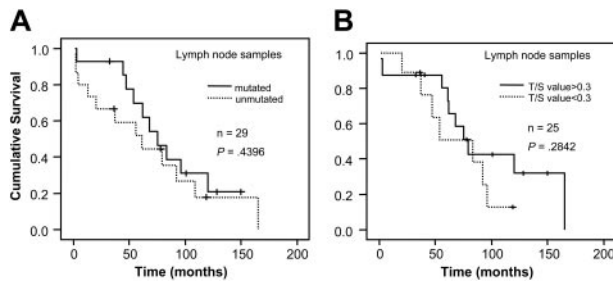 A
Lymph node samples
mutated
unmutated
n = 29
P = .4396
Cumulative Survival
1.0
0.8
0.6
0.4
0.2
0.0
0 50 100 150 200
Time (months)
B
Lymph node samples
T/S value>0.3
T/S value<0.3
n = 25
P = .2842
1.0
0.8
0.6
0.4
0.2
0.0
0 50 100 150 200
Time (months)